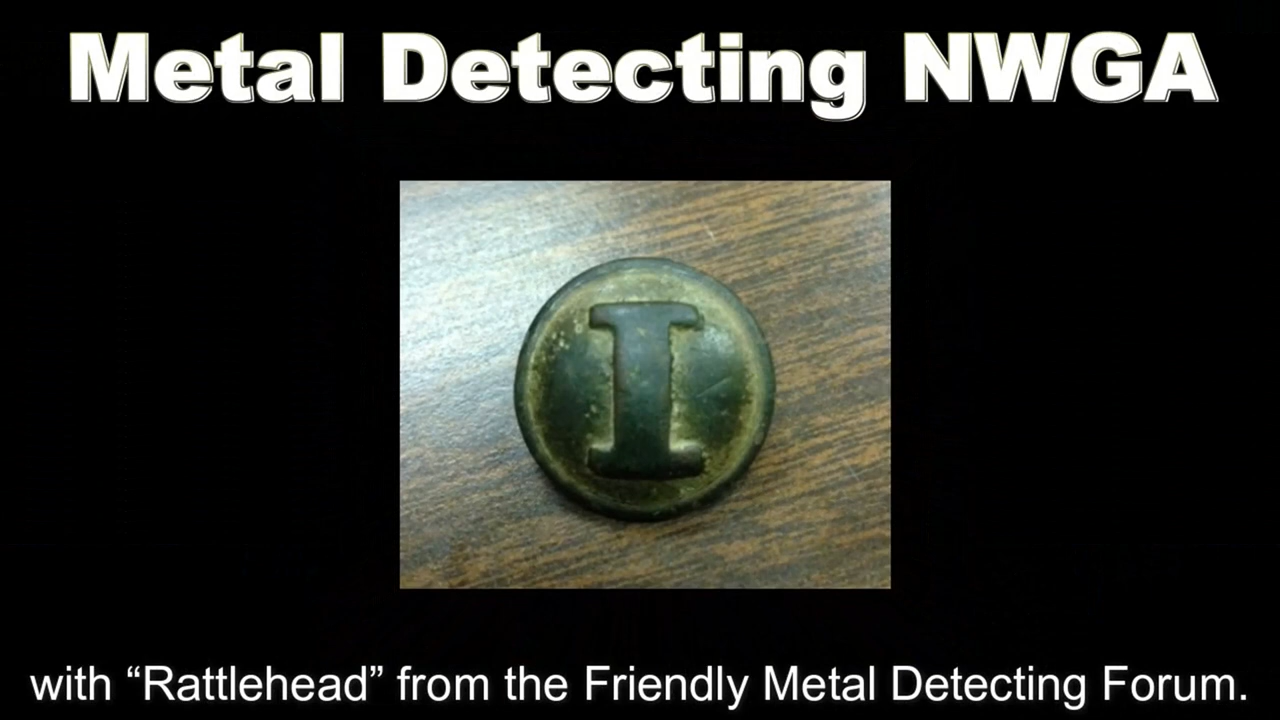 Metal Detecting NWGA
I
with “Rattlehead” from the Friendly Metal Detecting Forum.